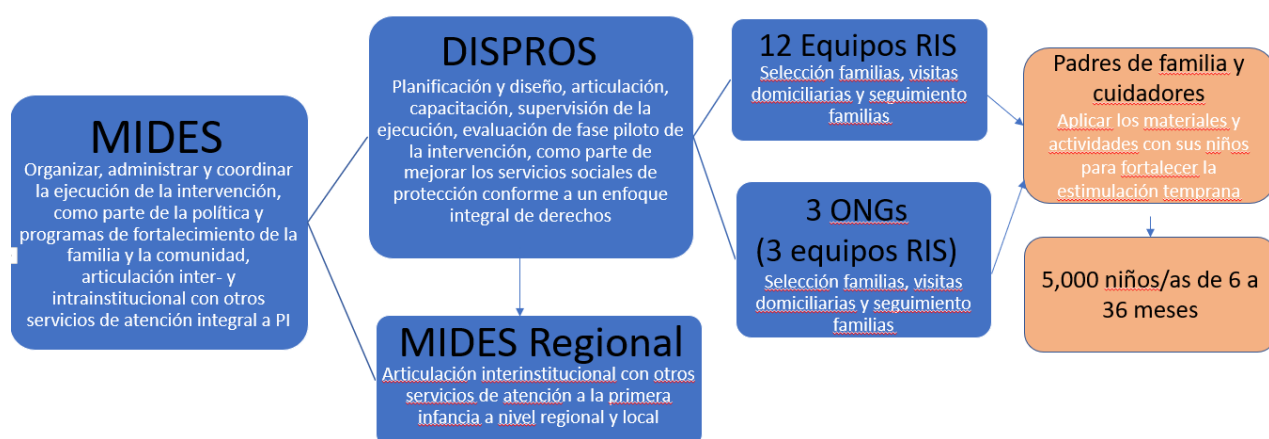 MIDES
Organizar, administrar y coordinar
la ejecución de la intervención,
como parte de la política y
programas de fortalecimiento de la
familia y la comunidad,
articulación inter- y
intrainstitucional con otros
servicios de atención integral a PI
DISPROS
Planificación y diseño, articulación,
capacitación, supervisión de la
ejecución, evaluación de fase piloto de
la intervención, como parte de
mejorar los servicios sociales de
protección conforme a un enfoque
integral de derechos
MIDES Regional
Articulación interinstitucional con otros
servicios de atención a la primera
infancia a nivel regional y local
12 Equipos RIS
Selección familias, visitas
domiciliarias y seguimiento
familias
3 ONGs
(3 equipos RIS)
Selección familias, visitas
domiciliarias y seguimiento
familias
Padres de familia y
cuidadores
Aplicar los materiales y
actividades con sus niños
para fortalecer la
estimulación temprana
5,000 niños/as de 6 a
36 meses